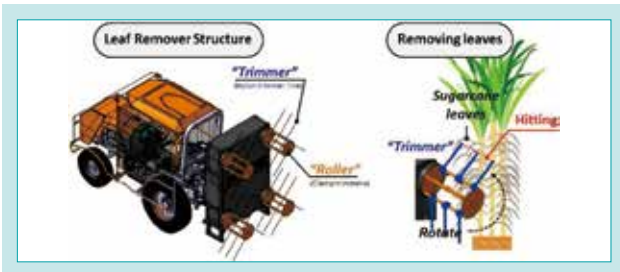 Leaf Remover Structure
"Trimmer"
"Roller"
Removing leaves
Sugarcane
leaves
Hitting
"Trimmer"
Rotate